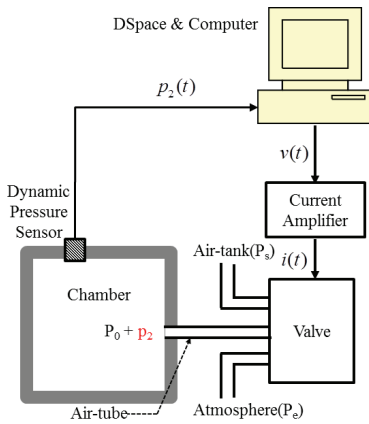 DSpace & Computer
p₂(t)
v(t)
Dynamic
Pressure
Sensor
Current
Amplifier
Air-tank(Pₛ)
i(t)
Chamber
Valve
P₀ + p₂
Air-tube
Atmosphere(Pₑ)